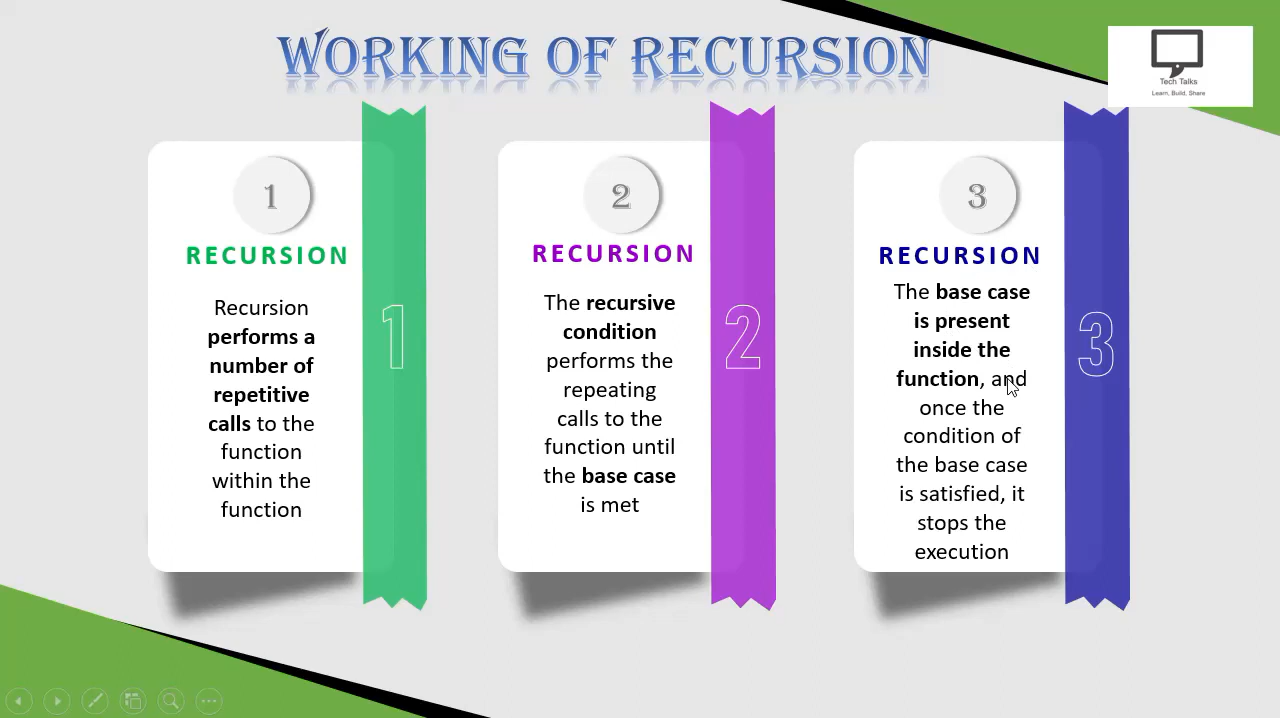 WORKING OF RECURSION
Tech Talks
Learn, Build, Share
1
RECURSION
Recursion
performs a
number of
repetitive
calls to the
function
within the
function
1
2
RECURSION
The recursive
condition
performs the
repeating
calls to the
function until
the base case
is met
2
3
RECURSION
The base case
is present
inside the
function, and
once the
condition of
the base case
is satisfied, it
stops the
execution
3